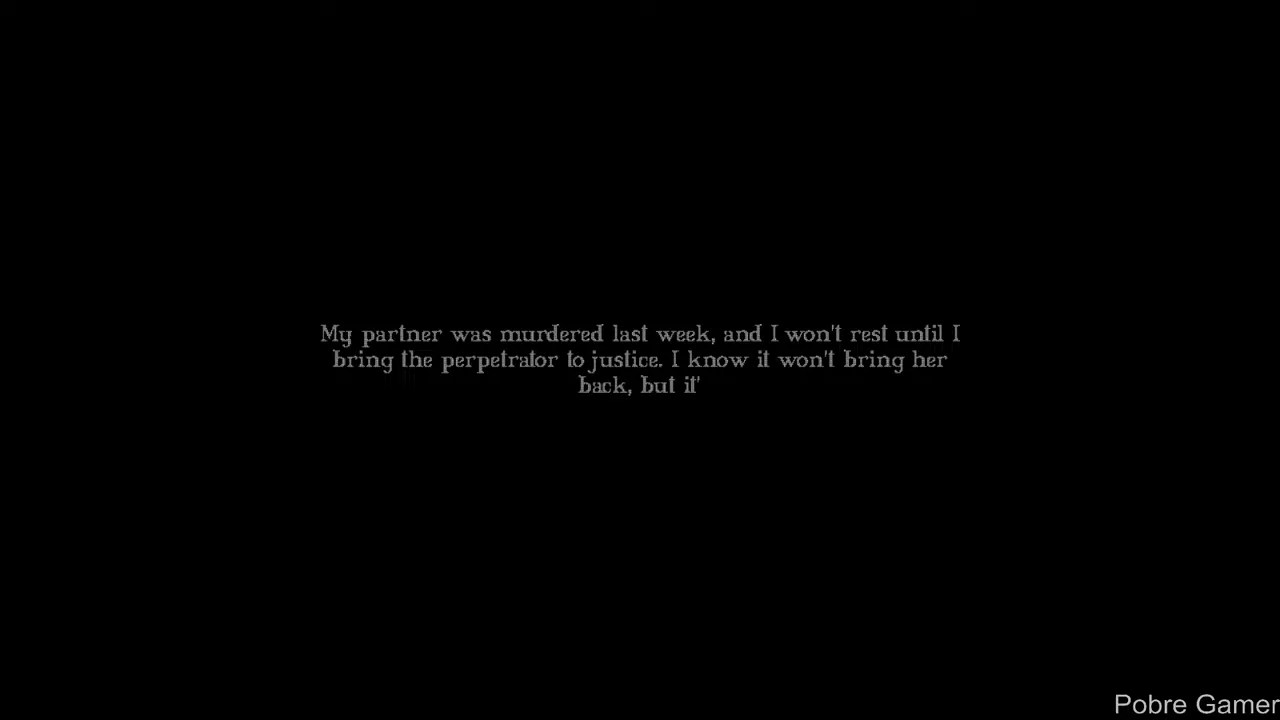 My partner was murdered last week, and I won't rest until I
bring the perpetrator to justice. I know it won't bring her
back, but it'
Pobre Gamer